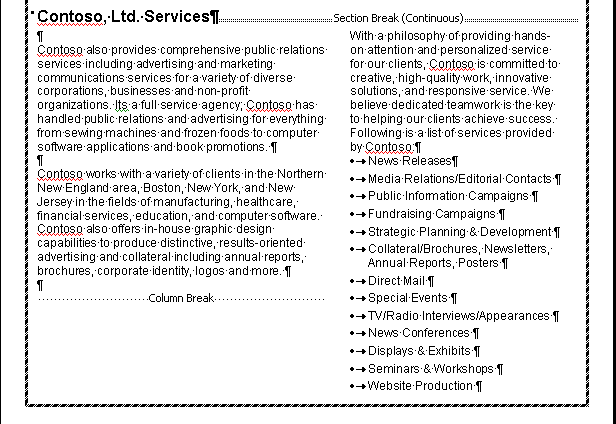 Contoso, Ltd. Services¶
Section Break (Continuous)
¶
Contoso also provides comprehensive public relations
services including advertising and marketing
communications services for a variety of diverse
corporations, businesses and non-profit
organizations. Its a full service agency; Contoso has
handled public relations and advertising for everything
from sewing machines and frozen foods to computer
software applications and book promotions. ¶
¶
Contoso works with a variety of clients in the Northern
New England area, Boston, New York, and New
Jersey in the fields of manufacturing, healthcare,
financial services, education, and computer software.
Contoso also offers in-house graphic design
capabilities to produce distinctive, results-oriented
advertising and collateral including annual reports,
brochures, corporate identity, logos and more. ¶
¶
Column Break
With a philosophy of providing hands-
on attention and personalized service
for our clients, Contoso is committed to
creative, high-quality work, innovative
solutions, and responsive service. We
believe dedicated teamwork is the key
to helping our clients achieve success.
Following is a list of services provided
by Contoso:¶
•→News Releases¶
•→Media Relations/Editorial Contacts ¶
•→Public Information Campaigns ¶
•→Fundraising Campaigns ¶
•→Strategic Planning & Development ¶
•→Collateral/Brochures, Newsletters,
Annual Reports, Posters ¶
•→Direct Mail ¶
•→Special Events ¶
•→TV/Radio Interviews/Appearances ¶
•→News Conferences ¶
•→Displays & Exhibits ¶
•→Seminars & Workshops ¶
•→Website Production ¶